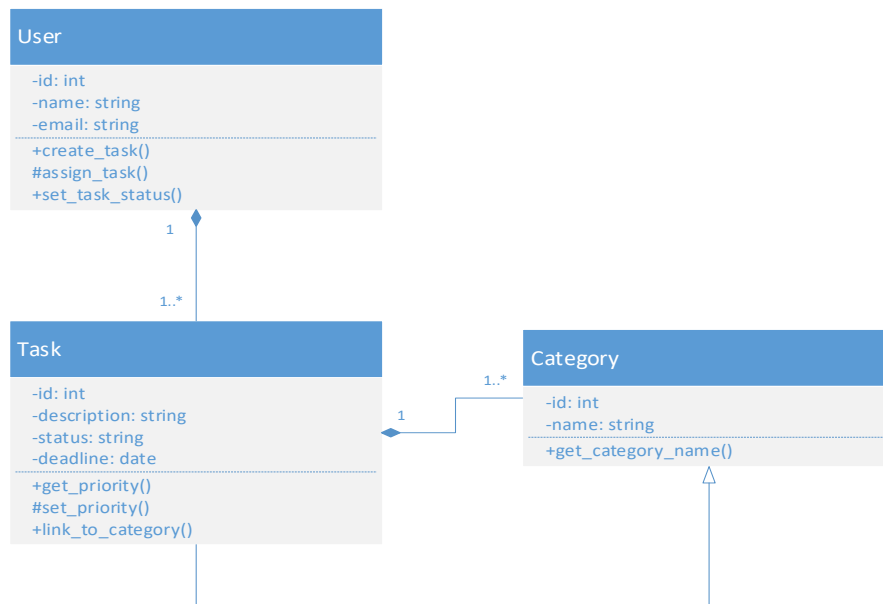 User
-id: int
-name: string
-email: string
+create_task()
#assign_task()
+set_task_status()
1
1..*
Task
-id: int
-description: string
-status: string
-deadline: date
+get_priority()
#set_priority()
+link_to_category()
1
1..*
Category
-id: int
-name: string
+get_category_name()